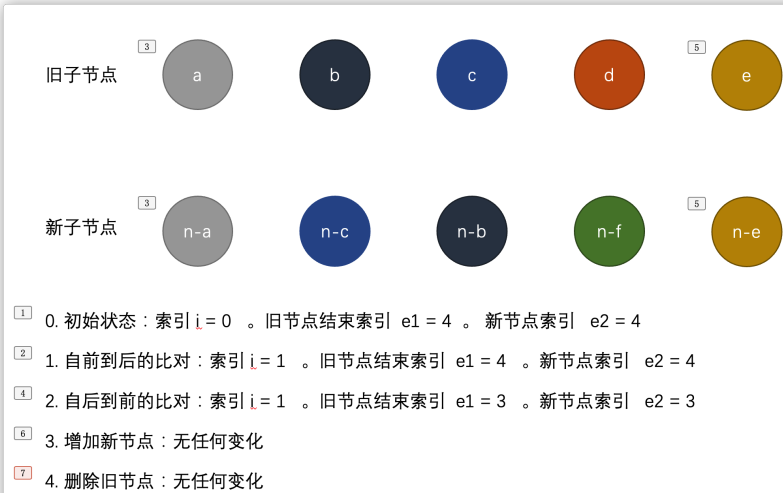 3 5
旧子节点 a b c d e
3 5
新子节点 n-a n-c n-b n-f n-e
1 0. 初始状态：索引 i = 0 。旧节点结束索引 e1 = 4 。 新节点索引 e2 = 4
2 1. 自前到后的比对：索引 i = 1 。旧节点结束索引 e1 = 4 。新节点索引 e2 = 4
4 2. 自后到前的比对：索引 i = 1 。旧节点结束索引 e1 = 3 。新节点索引 e2 = 3
6 3. 增加新节点：无任何变化
7 4. 删除旧节点：无任何变化